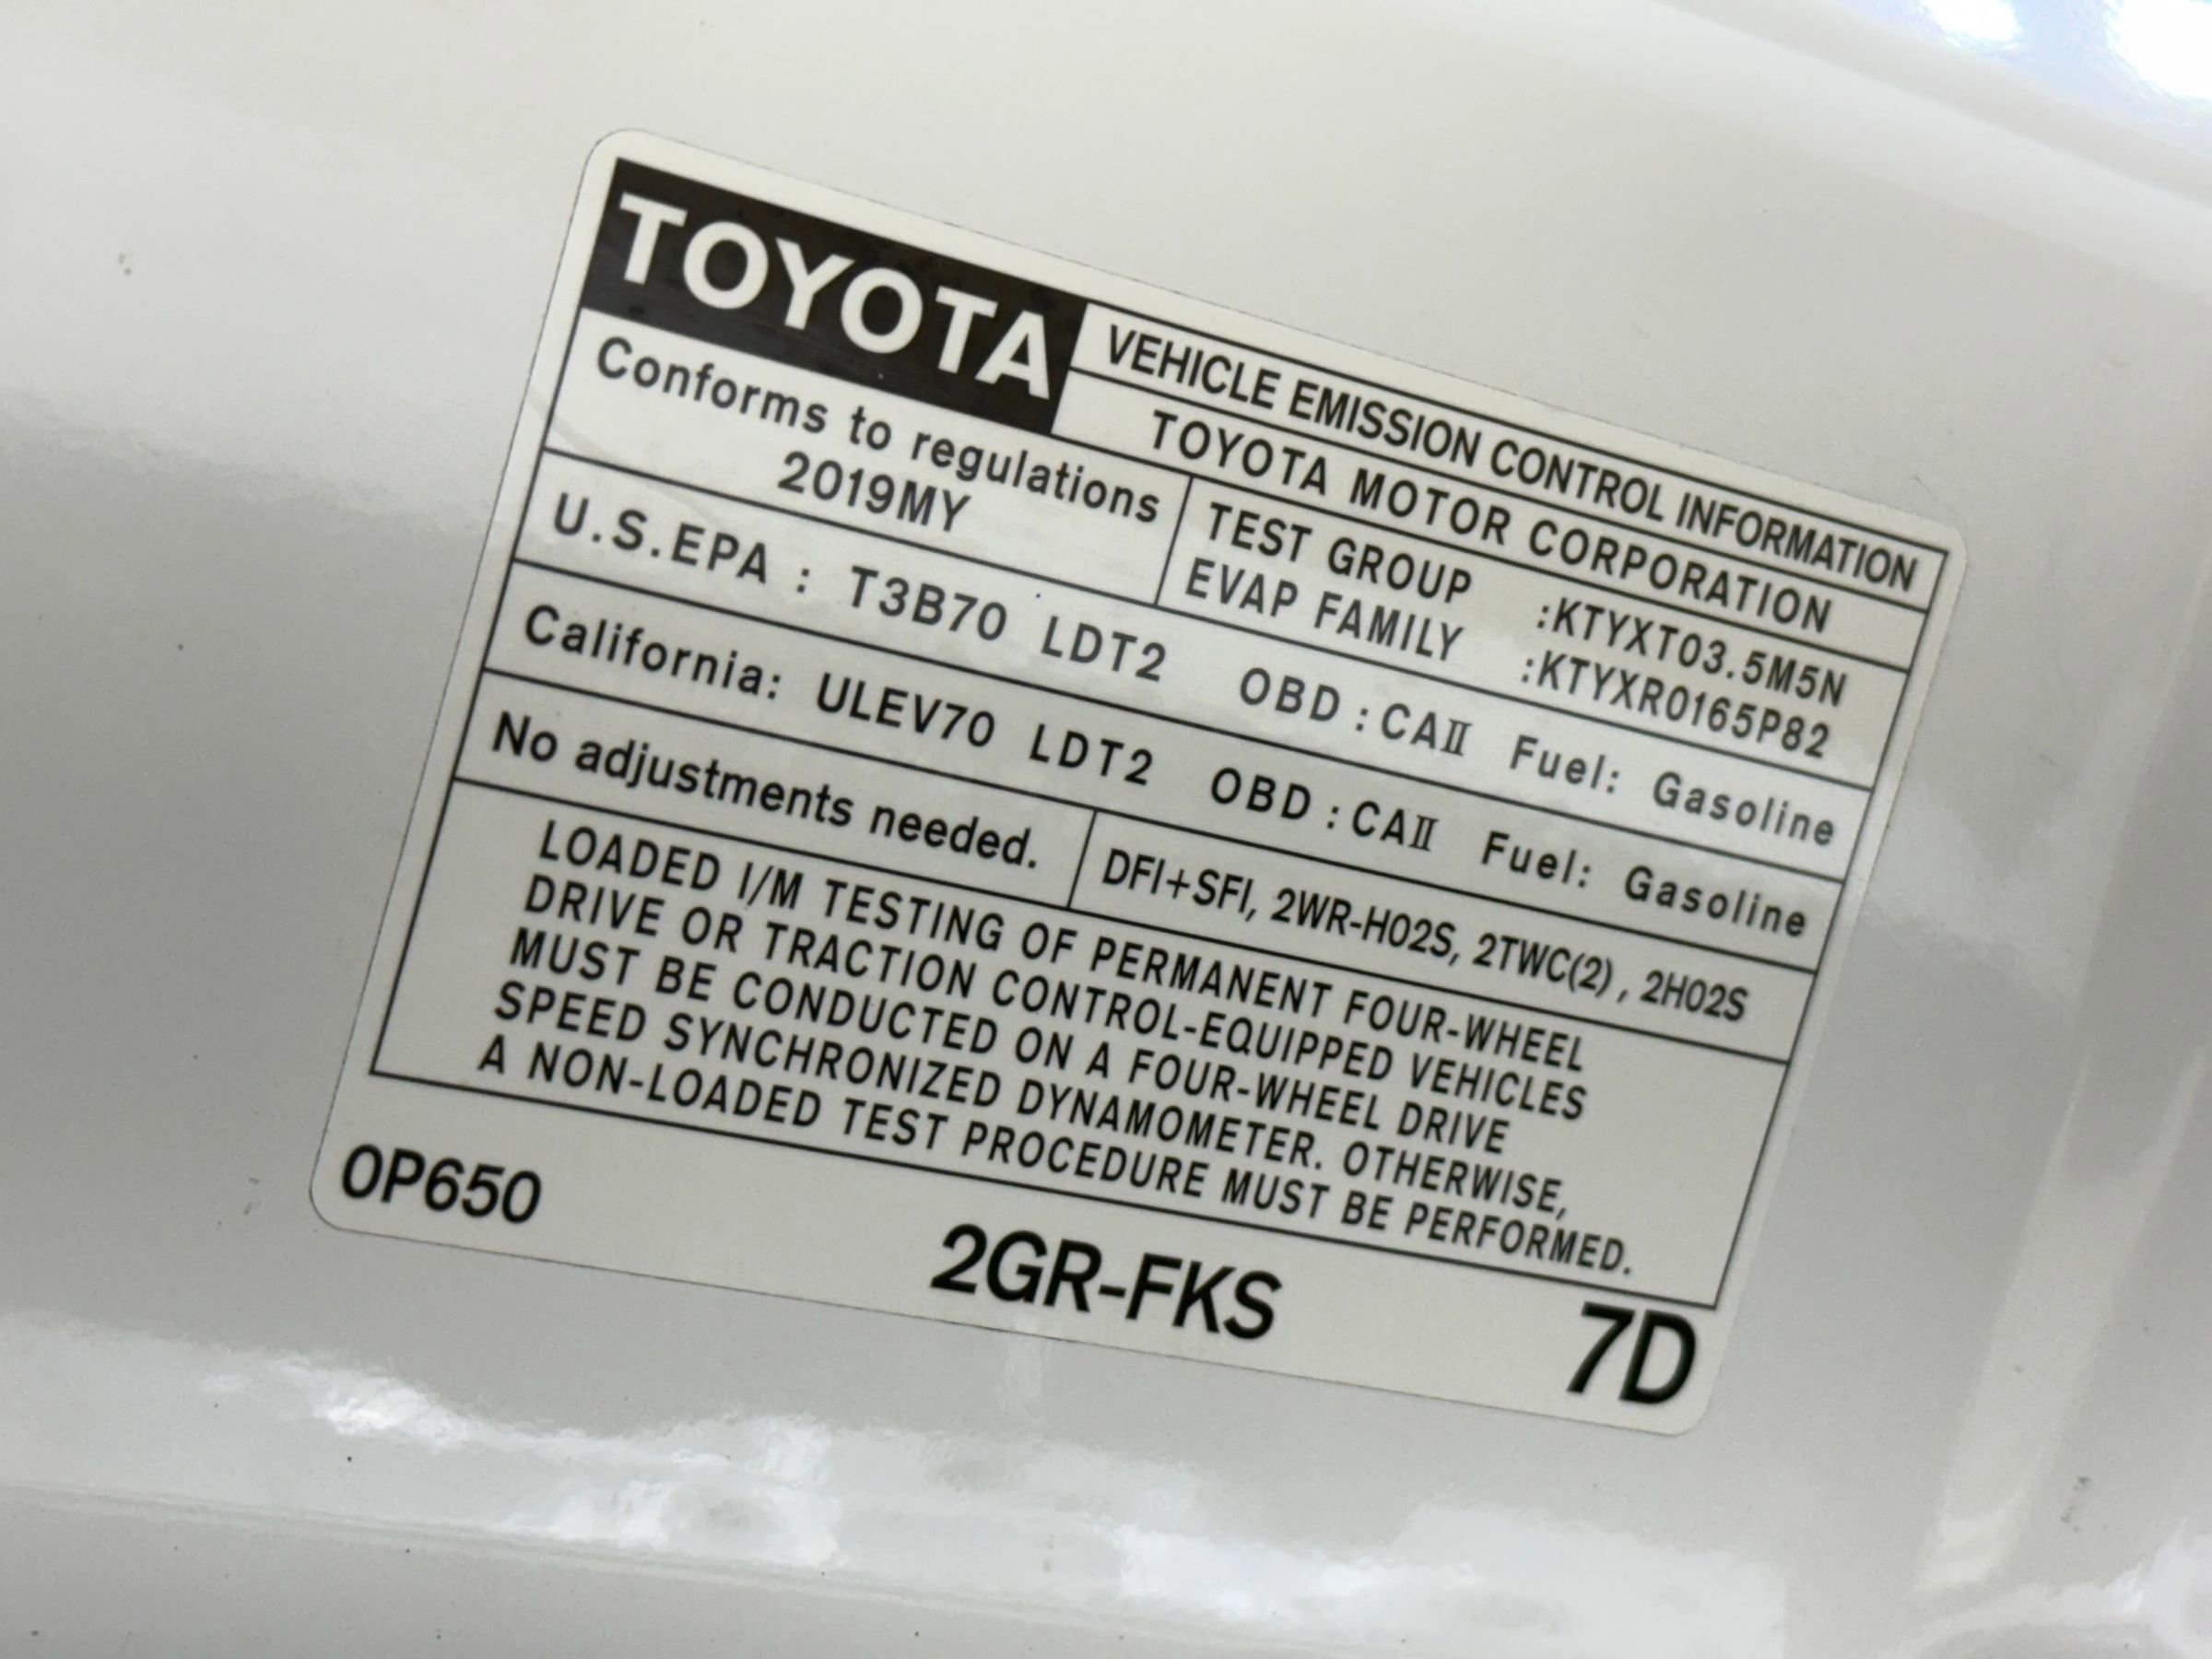 TOYOTA
VEHICLE EMISSION CONTROL INFORMATION
TOYOTA MOTOR CORPORATION
Conforms to regulations
2019MY
TEST GROUP :KTYXT03.5M5N
EVAP FAMILY :KTYXR0165P82
U.S.EPA : T3B70 LDT2 OBD:CAⅡ Fuel: Gasoline
California: ULEV70 LDT2 OBD:CAⅡ Fuel: Gasoline
No adjustments needed.
DFI+SFI, 2WR-HO2S, 2TWC(2), 2HO2S
LOADED I/M TESTING OF PERMANENT FOUR-WHEEL
DRIVE OR TRACTION CONTROL-EQUIPPED VEHICLES
MUST BE CONDUCTED ON A FOUR-WHEEL DRIVE
SPEED SYNCHRONIZED DYNAMOMETER. OTHERWISE,
A NON-LOADED TEST PROCEDURE MUST BE PERFORMED.
0P650
2GR-FKS
7D